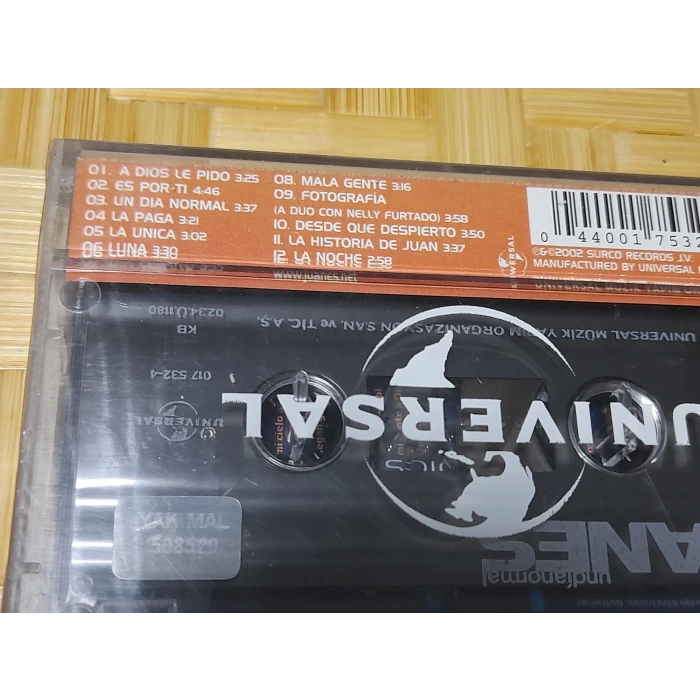 01. A DIOS LE PIDO 3:25
02. ES POR TI 4:46
03. UN DIA NORMAL 3:37
04 LA PAGA 3:21
05 LA UNICA 3:02
06 LUNA 3:30
08. MALA GENTE 3:16
09. FOTOGRAFÍA
(A DUO CON NELLY FURTADO) 3:58
10. DESDE QUE DESPIERTO 3:50
11. LA HISTORIA DE JUAN 3:37
12. LA NOCHE 2:58
www.juanes.net
0 44001 7532
UNIVERSAL
℗&©2002 SURCO RECORDS J.V.
MANUFACTURED BY UNIVERSAL
UNIVERSAL MÜZİK YAPIM ORGANİZASYON SAN. ve TİC. A.Ş.
KB
017 532-4
UNIVERSAL
UNIVERSAL
YAK MAL
ANES
undíanormal